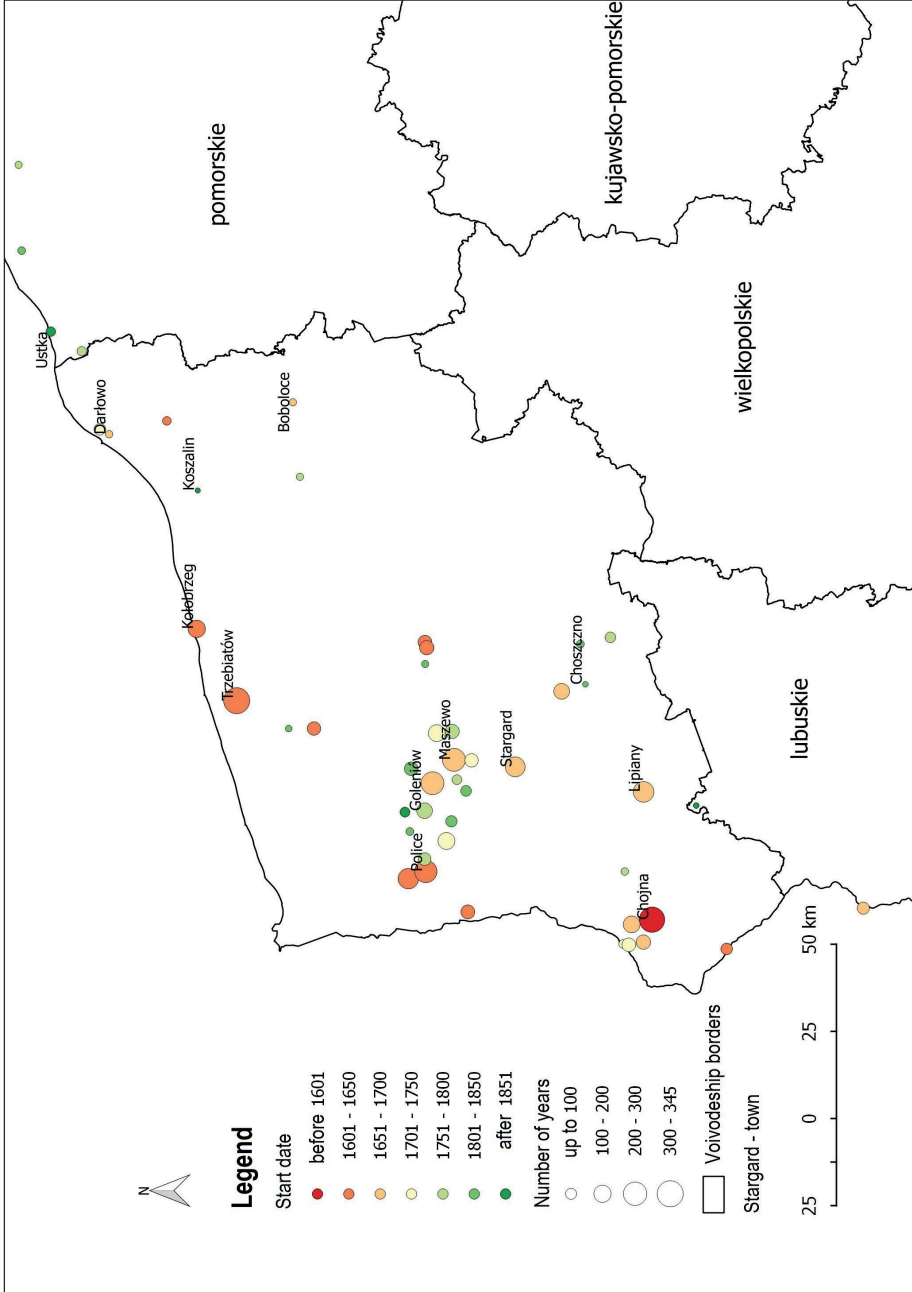 pomorskie
kujawsko-pomorskie
wielkopolskie
lubuskie
Ustka
Darłowo
Koszalin
Boboloce
Kołobrzeg
Trzebiatów
Goleniów
Maszewo
Police
Stargard
Choszczno
Lipiany
Chojna
N
Legend
Start date
before 1601
1601 - 1650
1651 - 1700
1701 - 1750
1751 - 1800
1801 - 1850
after 1851
Number of years
up to 100
100 - 200
200 - 300
300 - 345
Voivodeship borders
Stargard - town
25 0 25 50 km